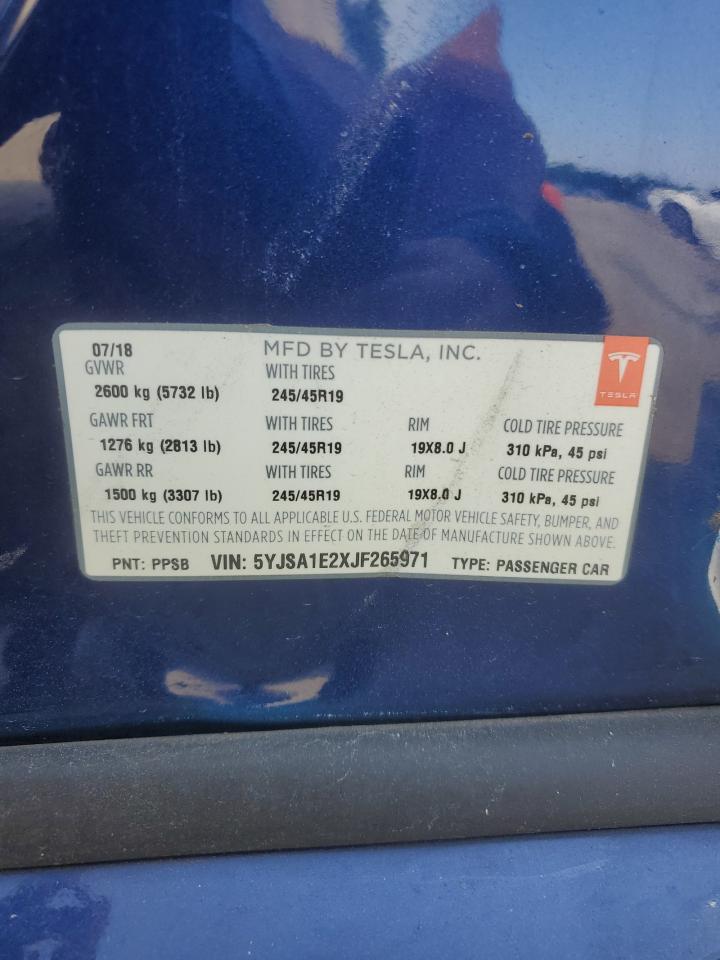 07/18 MFD BY TESLA, INC.
GVWR WITH TIRES
2600 kg (5732 lb) 245/45R19
TESLA
GAWR FRT WITH TIRES RIM COLD TIRE PRESSURE
1276 kg (2813 lb) 245/45R19 19X8.0 J 310 kPa, 45 psi
GAWR RR WITH TIRES RIM COLD TIRE PRESSURE
1500 kg (3307 lb) 245/45R19 19X8.0 J 310 kPa, 45 psi
THIS VEHICLE CONFORMS TO ALL APPLICABLE U.S. FEDERAL MOTOR VEHICLE SAFETY, BUMPER, AND
THEFT PREVENTION STANDARDS IN EFFECT ON THE DATE OF MANUFACTURE SHOWN ABOVE.
PNT: PPSB VIN: 5YJSA1E2XJF265971 TYPE: PASSENGER CAR